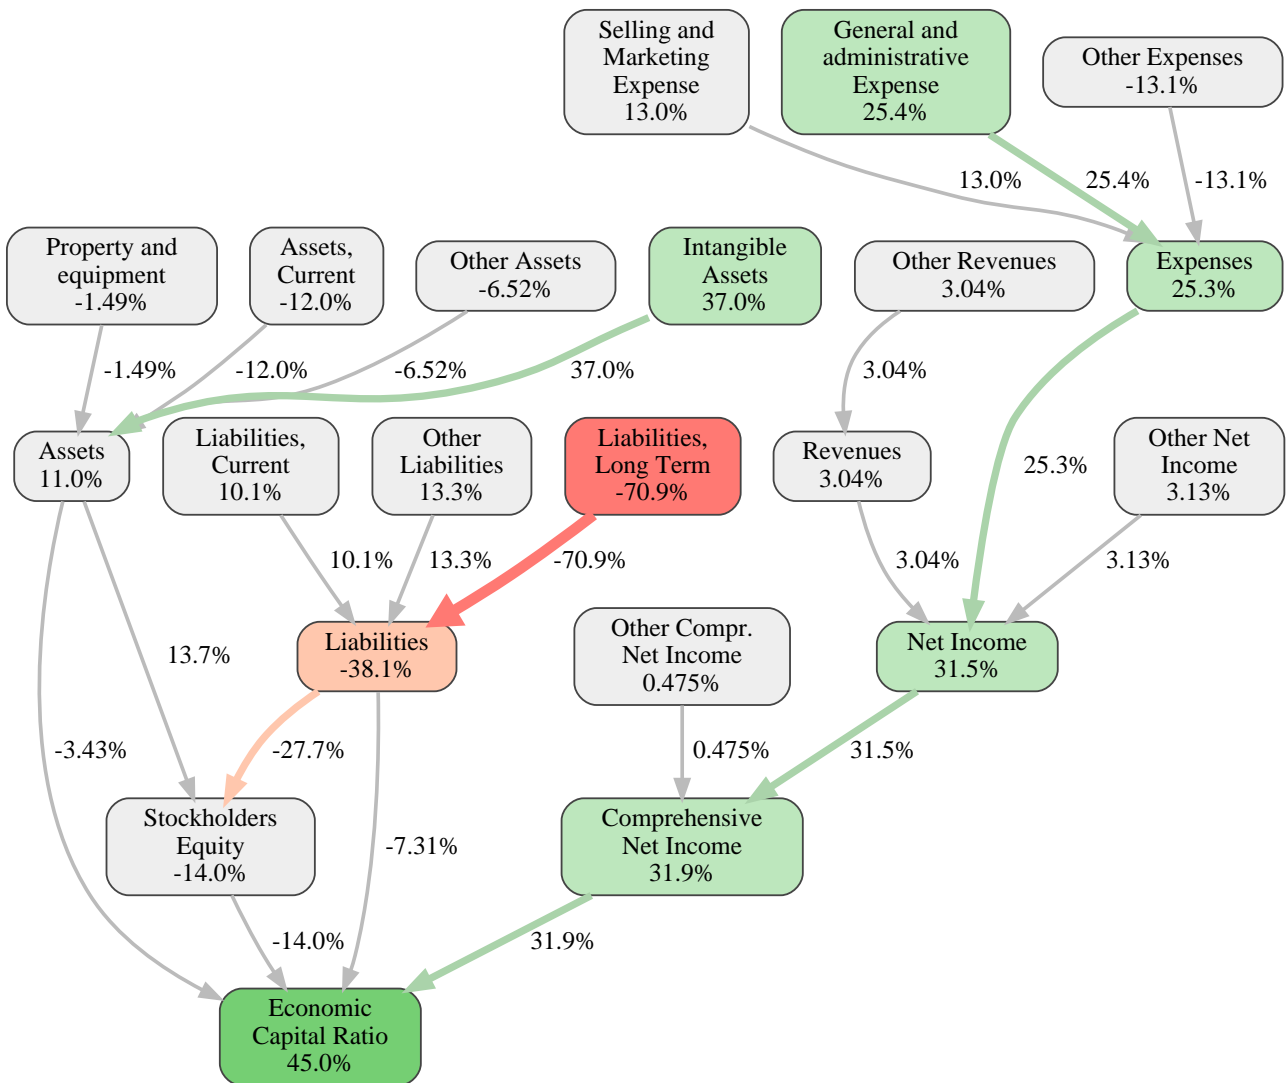 Selling and
Marketing
Expense
13.0%
General and
administrative
Expense
25.4%
Other Expenses
-13.1%
13.0%
25.4%
-13.1%
Property and
equipment
-1.49%
Assets,
Current
-12.0%
Other Assets
-6.52%
Intangible
Assets
37.0%
Other Revenues
3.04%
Expenses
25.3%
-1.49%
-12.0%
-6.52%
37.0%
3.04%
Assets
11.0%
Liabilities,
Current
10.1%
Other
Liabilities
13.3%
Liabilities,
Long Term
-70.9%
Revenues
3.04%
25.3%
Other Net
Income
3.13%
10.1%
13.3%
-70.9%
3.04%
3.13%
13.7%
Liabilities
-38.1%
Other Compr.
Net Income
0.475%
Net Income
31.5%
-3.43%
-27.7%
0.475%
31.5%
Stockholders
Equity
-14.0%
-7.31%
Comprehensive
Net Income
31.9%
-14.0%
31.9%
Economic
Capital Ratio
45.0%